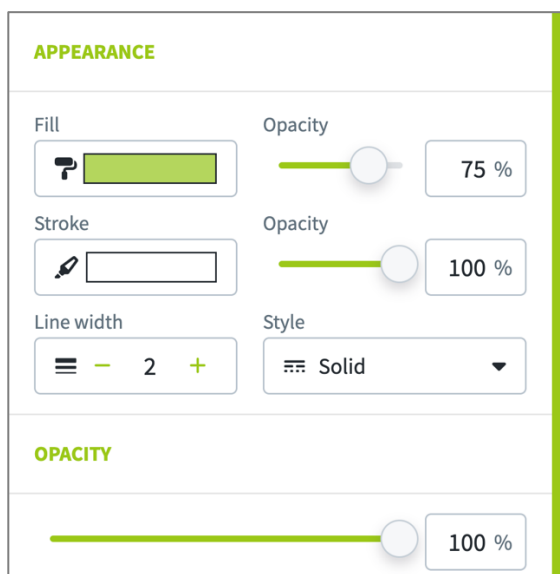 APPEARANCE
Fill Opacity
75 %
Stroke Opacity
100 %
Line width Style
2 Solid
OPACITY
100 %